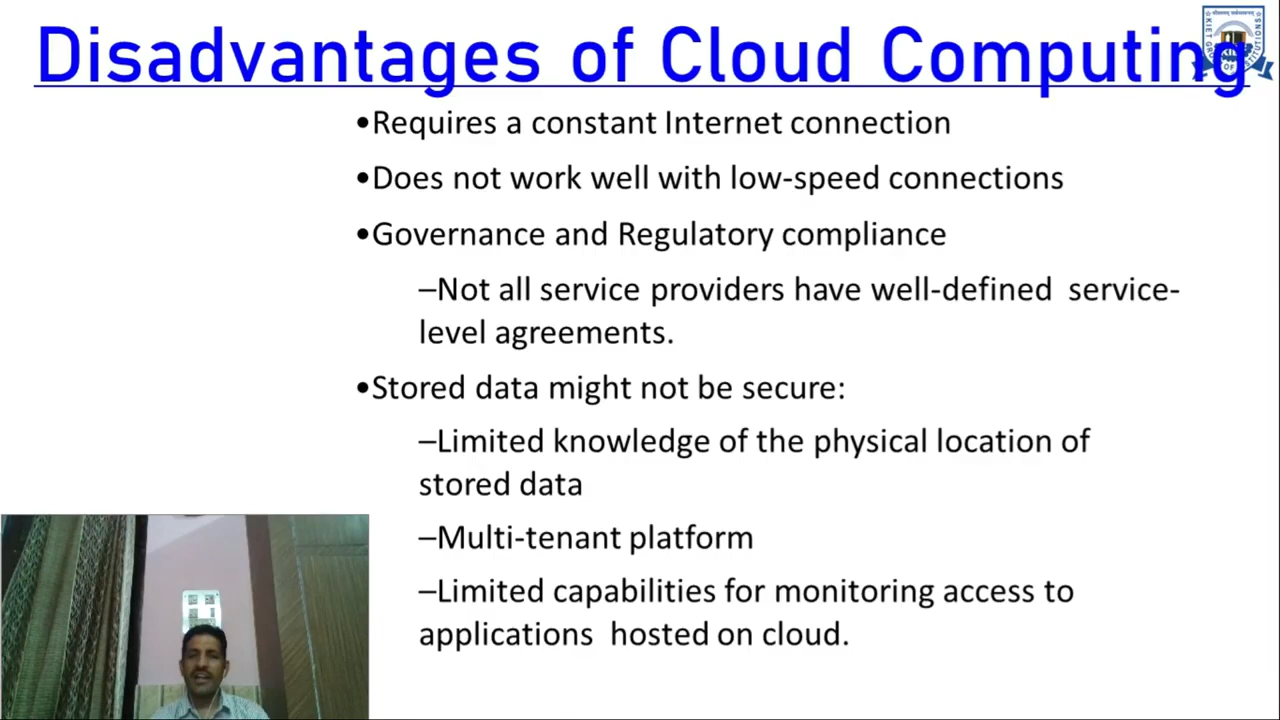 Disadvantages of Cloud Computing
•Requires a constant Internet connection
•Does not work well with low-speed connections
•Governance and Regulatory compliance
–Not all service providers have well-defined service-
level agreements.
•Stored data might not be secure:
–Limited knowledge of the physical location of
stored data
–Multi-tenant platform
–Limited capabilities for monitoring access to
applications hosted on cloud.